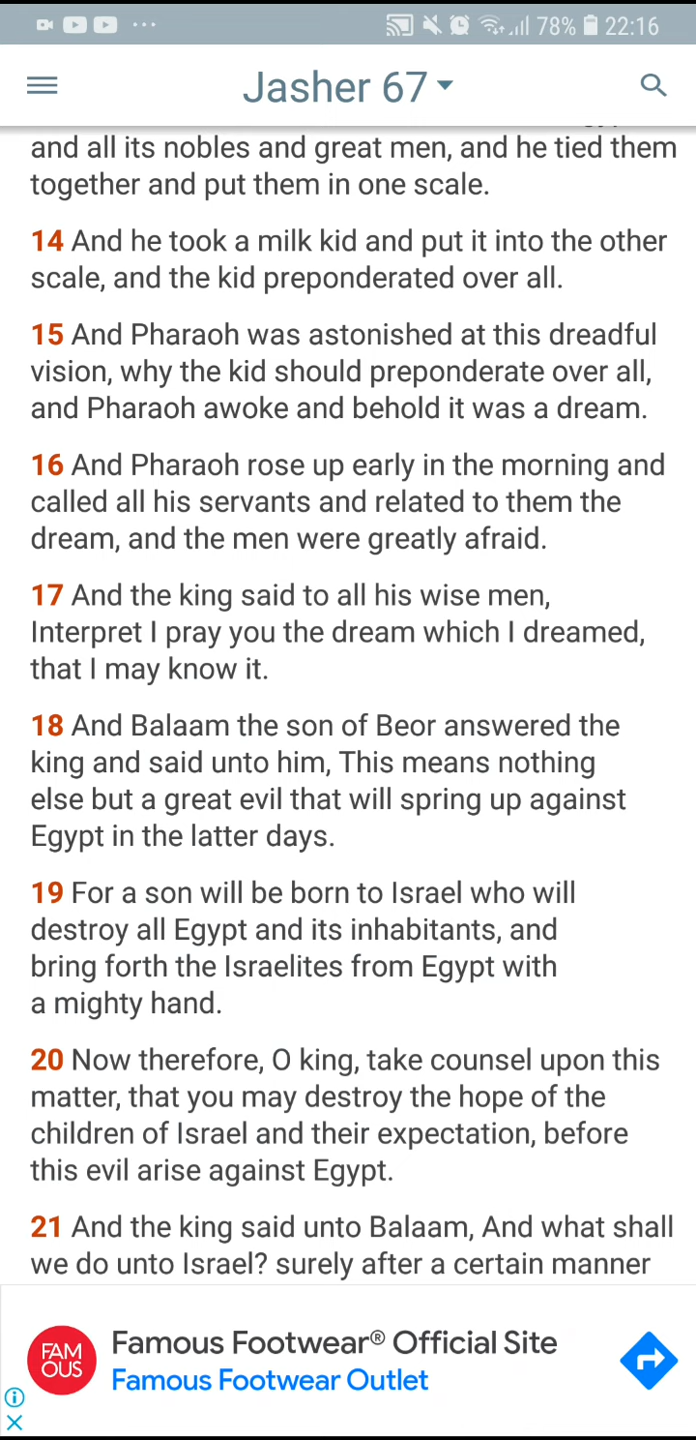 78% 22:16
Jasher 67
and all its nobles and great men, and he tied them
together and put them in one scale.
14 And he took a milk kid and put it into the other
scale, and the kid preponderated over all.
15 And Pharaoh was astonished at this dreadful
vision, why the kid should preponderate over all,
and Pharaoh awoke and behold it was a dream.
16 And Pharaoh rose up early in the morning and
called all his servants and related to them the
dream, and the men were greatly afraid.
17 And the king said to all his wise men,
Interpret I pray you the dream which I dreamed,
that I may know it.
18 And Balaam the son of Beor answered the
king and said unto him, This means nothing
else but a great evil that will spring up against
Egypt in the latter days.
19 For a son will be born to Israel who will
destroy all Egypt and its inhabitants, and
bring forth the Israelites from Egypt with
a mighty hand.
20 Now therefore, O king, take counsel upon this
matter, that you may destroy the hope of the
children of Israel and their expectation, before
this evil arise against Egypt.
21 And the king said unto Balaam, And what shall
we do unto Israel? surely after a certain manner
FAM
OUS
Famous Footwear® Official Site
Famous Footwear Outlet